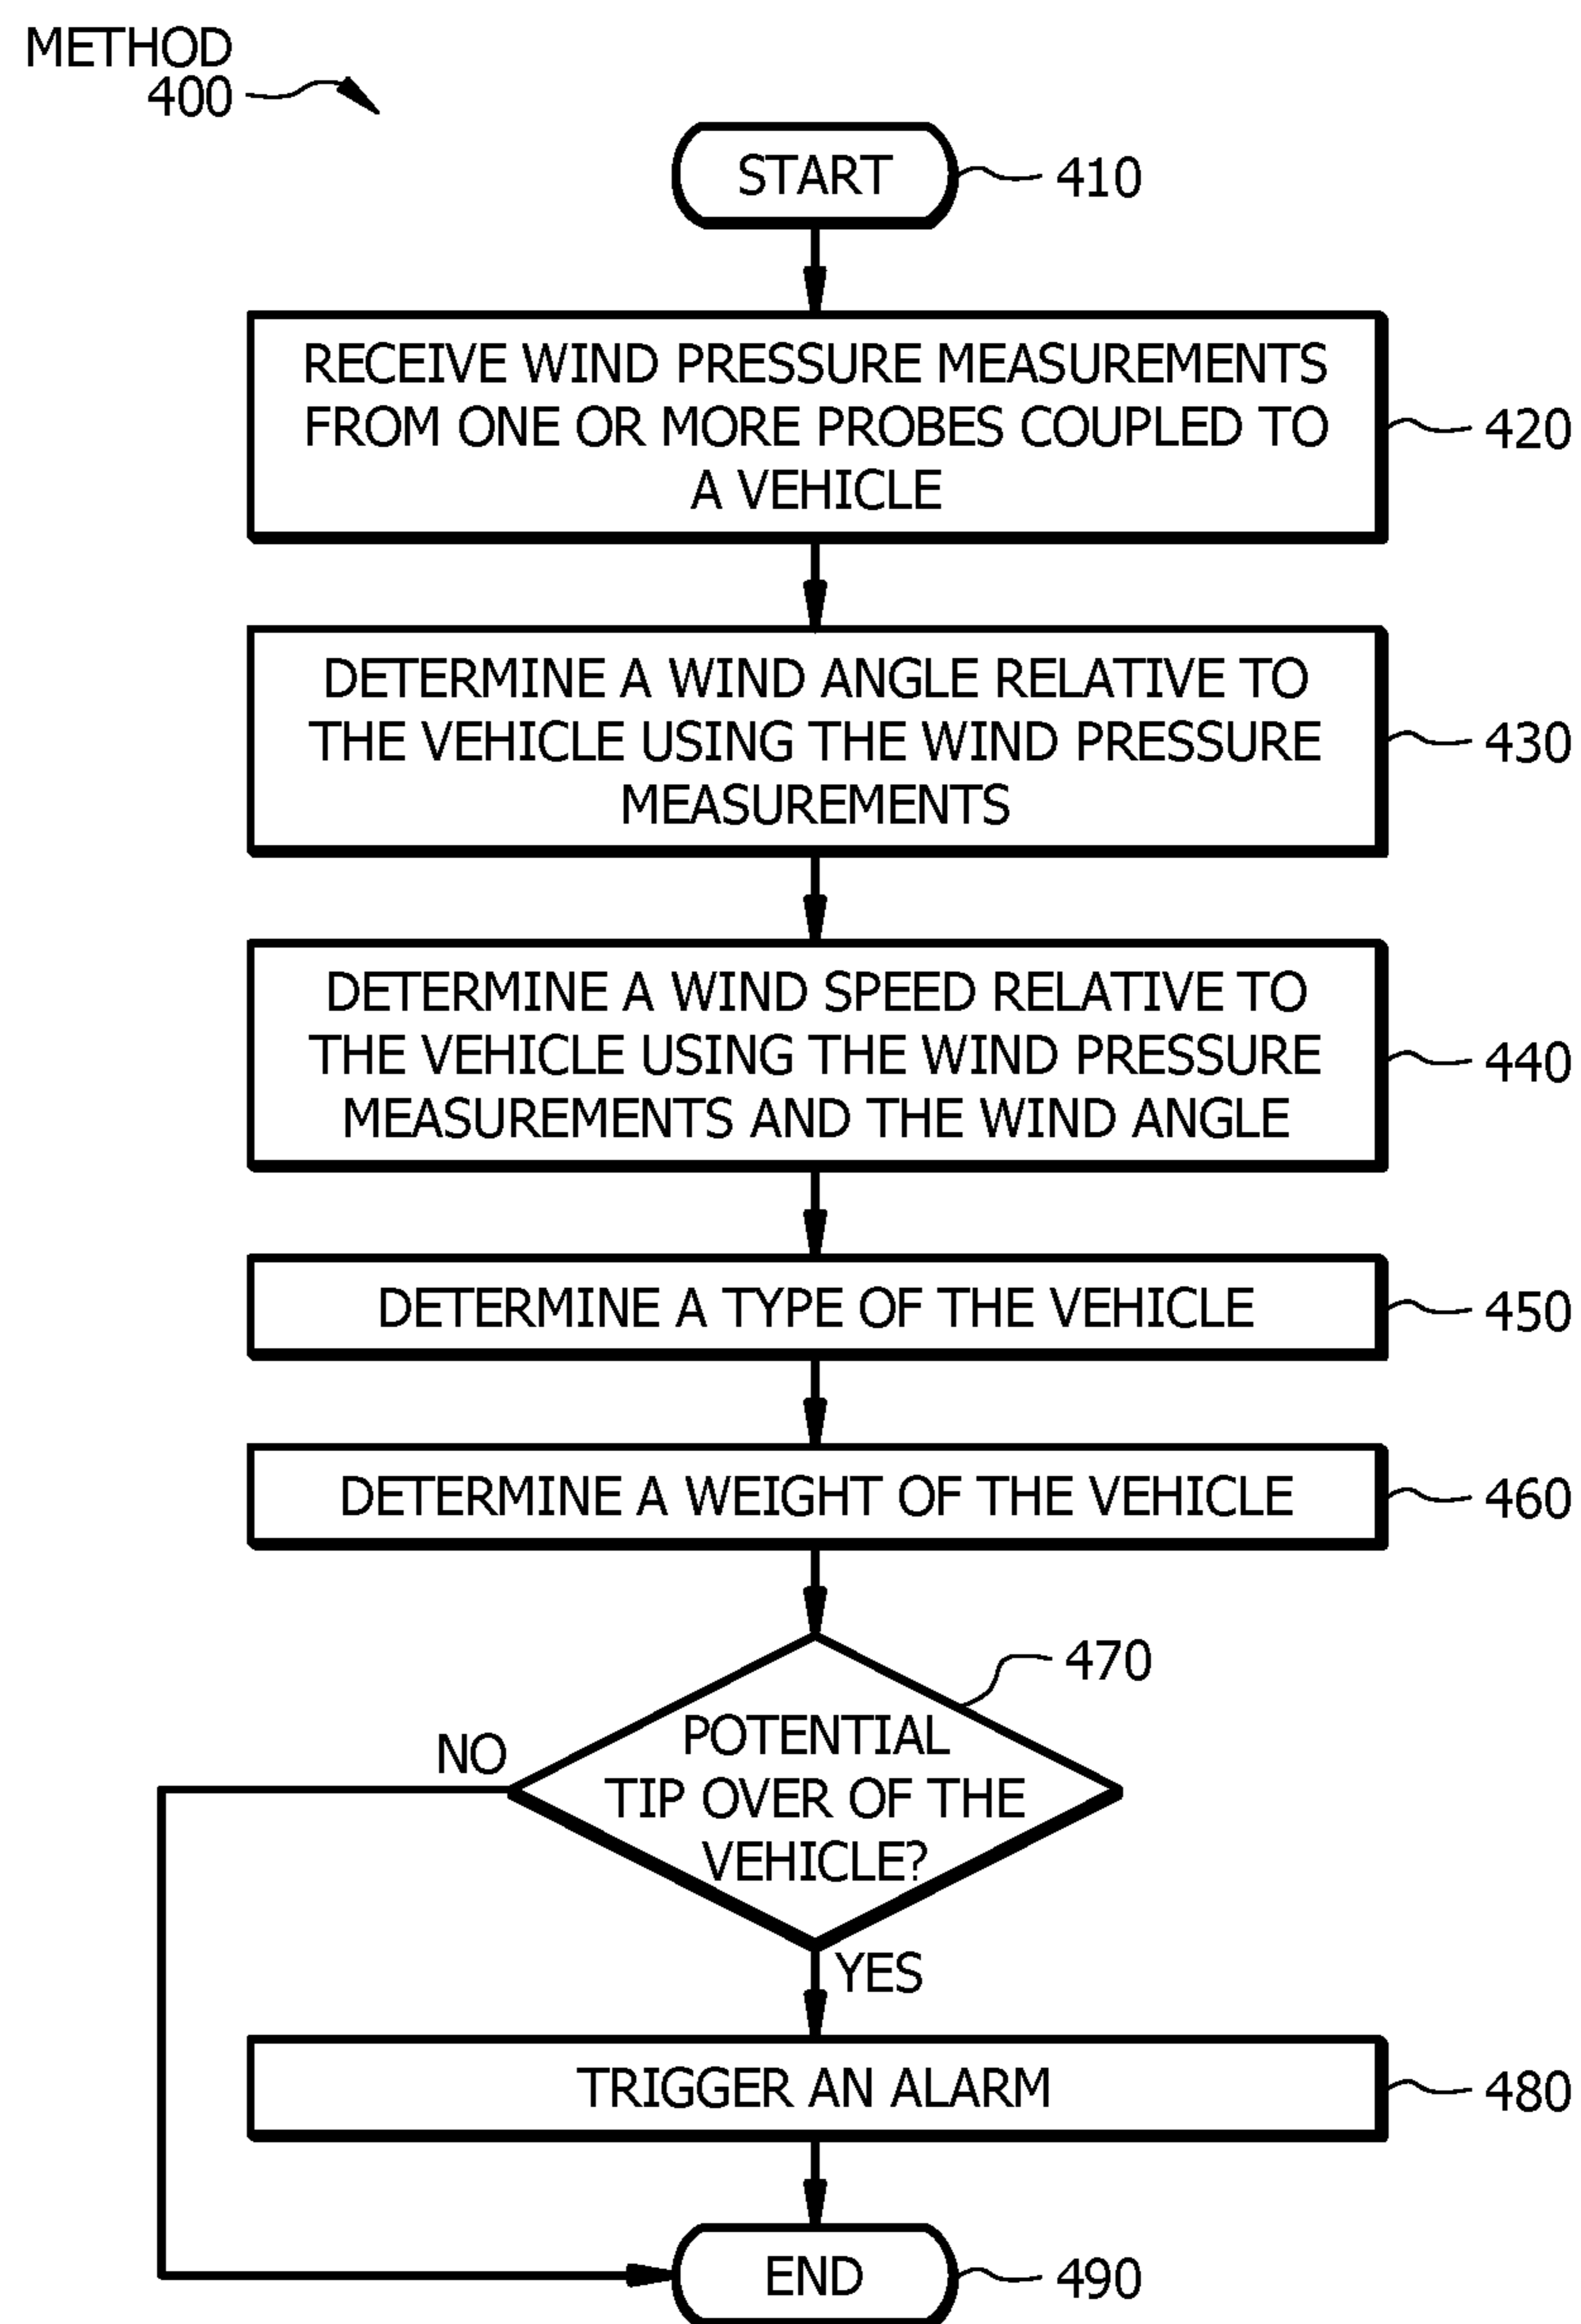 METHOD
400
START
410
RECEIVE WIND PRESSURE MEASUREMENTS
FROM ONE OR MORE PROBES COUPLED TO
A VEHICLE
420
DETERMINE A WIND ANGLE RELATIVE TO
THE VEHICLE USING THE WIND PRESSURE
MEASUREMENTS
430
DETERMINE A WIND SPEED RELATIVE TO
THE VEHICLE USING THE WIND PRESSURE
MEASUREMENTS AND THE WIND ANGLE
440
DETERMINE A TYPE OF THE VEHICLE
450
DETERMINE A WEIGHT OF THE VEHICLE
460
470
POTENTIAL
TIP OVER OF THE
VEHICLE?
NO
YES
TRIGGER AN ALARM
480
END
490